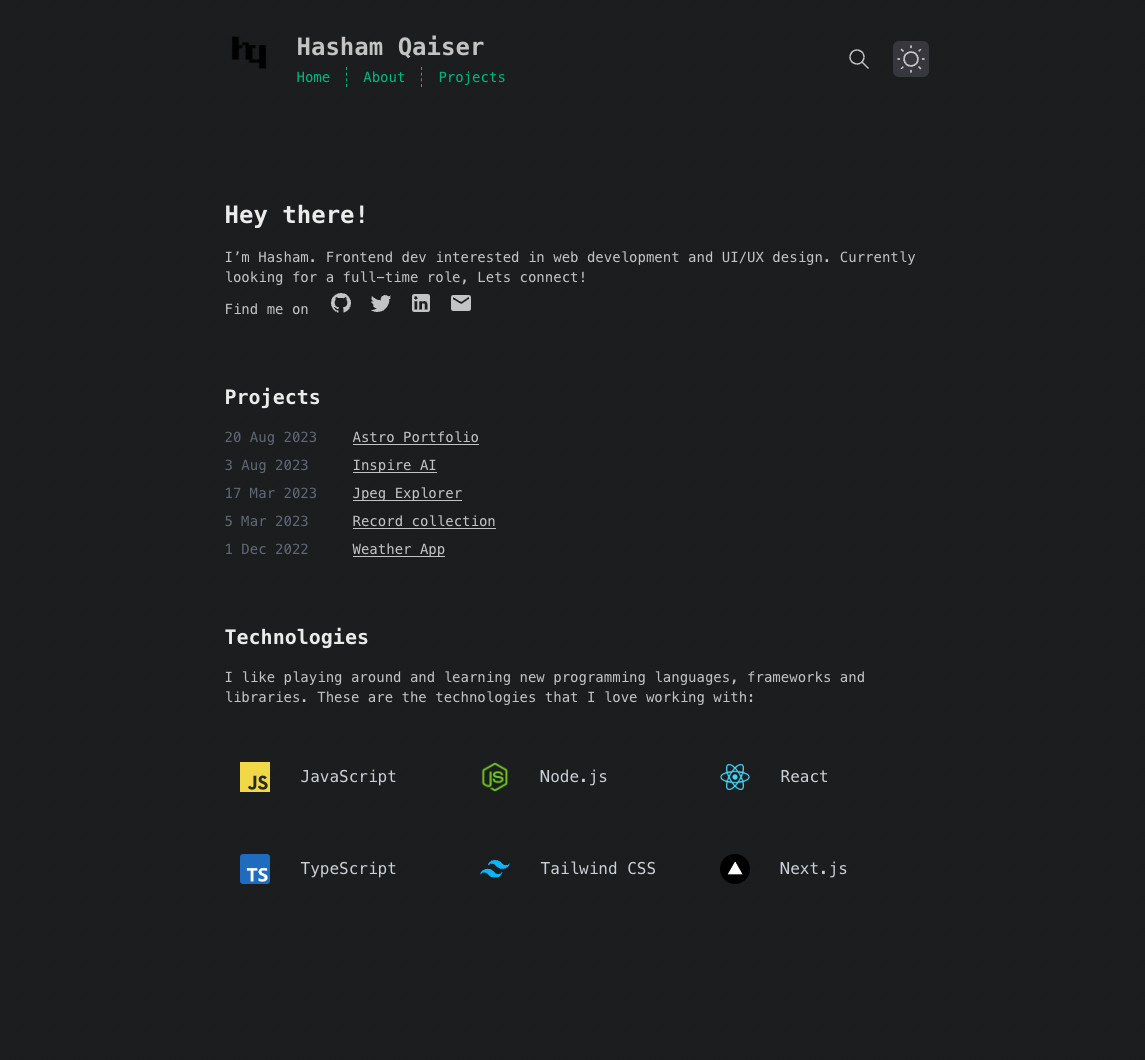 hq
Hasham Qaiser
Home
About
Projects
Hey there!
I’m Hasham. Frontend dev interested in web development and UI/UX design. Currently
looking for a full-time role, Lets connect!
Find me on
in
Projects
20 Aug 2023 Astro Portfolio
3 Aug 2023 Inspire AI
17 Mar 2023 Jpeg Explorer
5 Mar 2023 Record collection
1 Dec 2022 Weather App
Technologies
I like playing around and learning new programming languages, frameworks and
libraries. These are the technologies that I love working with:
JS JavaScript
JS Node.js
React
TS TypeScript
Tailwind CSS
Next.js